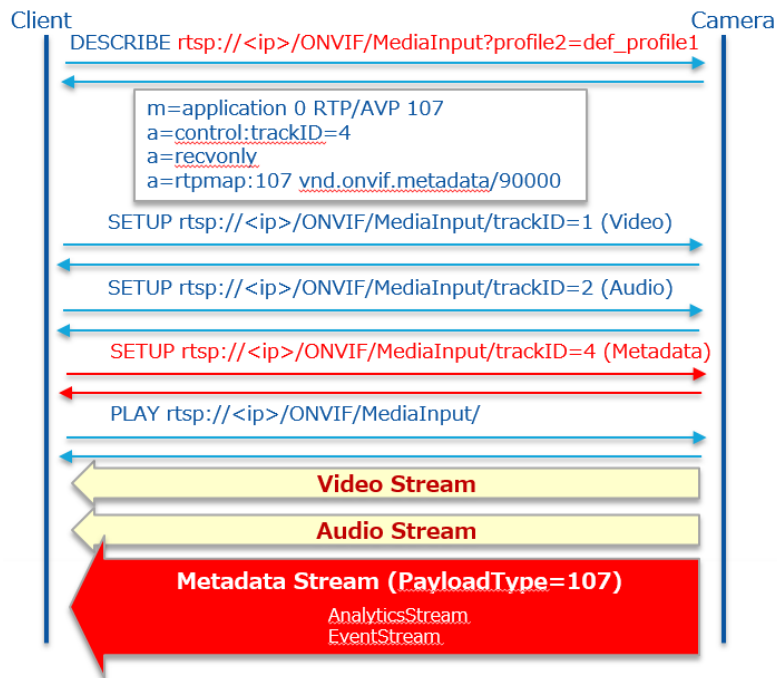 Client
Camera
DESCRIBE rtsp://<ip>/ONVIF/MediaInput?profile2=def_profile1
m=application 0 RTP/AVP 107
a=control:trackID=4
a=recvonly
a=rtpmap:107 vnd.onvif.metadata/90000
SETUP rtsp://<ip>/ONVIF/MediaInput/trackID=1 (Video)
SETUP rtsp://<ip>/ONVIF/MediaInput/trackID=2 (Audio)
SETUP rtsp://<ip>/ONVIF/MediaInput/trackID=4 (Metadata)
PLAY rtsp://<ip>/ONVIF/MediaInput/
Video Stream
Audio Stream
Metadata Stream (PayloadType=107)
AnalyticsStream
EventStream